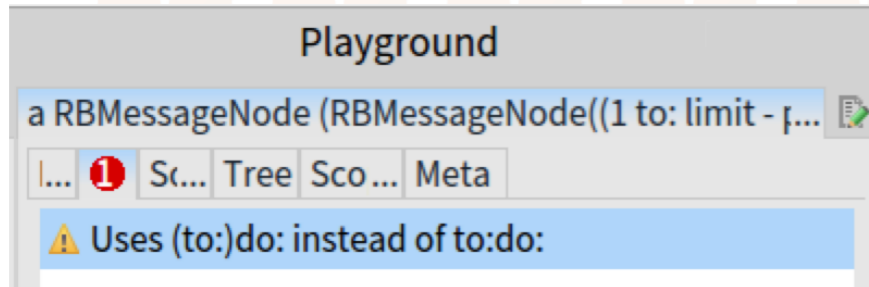 Playground
a RBMessageNode (RBMessageNode((1 to: limit - p...
I... 1 Sc... Tree Sco... Meta
Uses (to:)do: instead of to:do: